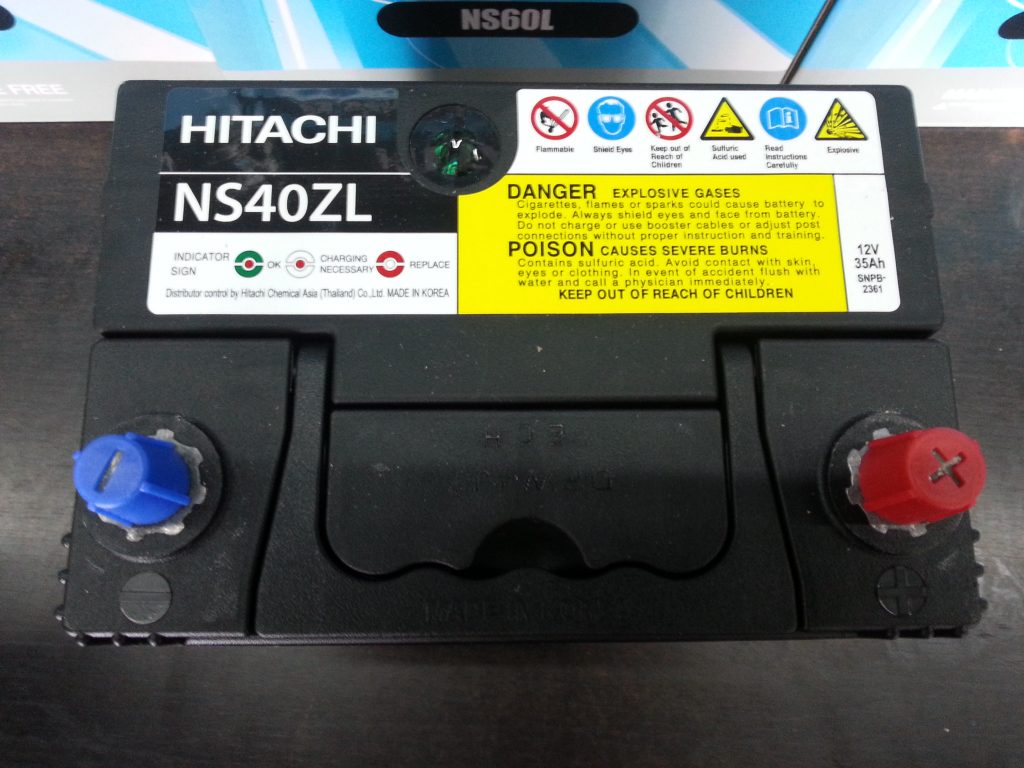 NS60L
E FREE
HITACHI
NS40ZL
Flammable
Shield Eyes
Keep out of
Reach of
Children
Sulfuric
Acid used
Read
Instructions
Carefully
Explosive
DANGER EXPLOSIVE GASES
Cigarettes, flames or sparks could cause battery to
explode. Always shield eyes and face from battery.
Do not charge or use booster cables or adjust post
connections without proper instruction and training.
POISON CAUSES SEVERE BURNS
Contains sulfuric acid. Avoid contact with skin,
eyes or clothing. In event of accident flush with
water and call a physician immediately.
KEEP OUT OF REACH OF CHILDREN
12V
35Ah
SNPB-
2361
INDICATOR
SIGN
OK
CHARGING
NECESSARY
REPLACE
Distributor control by Hitachi Chemical Asia (Thailand) Co.,Ltd. MADE IN KOREA
−
+
MADE IN